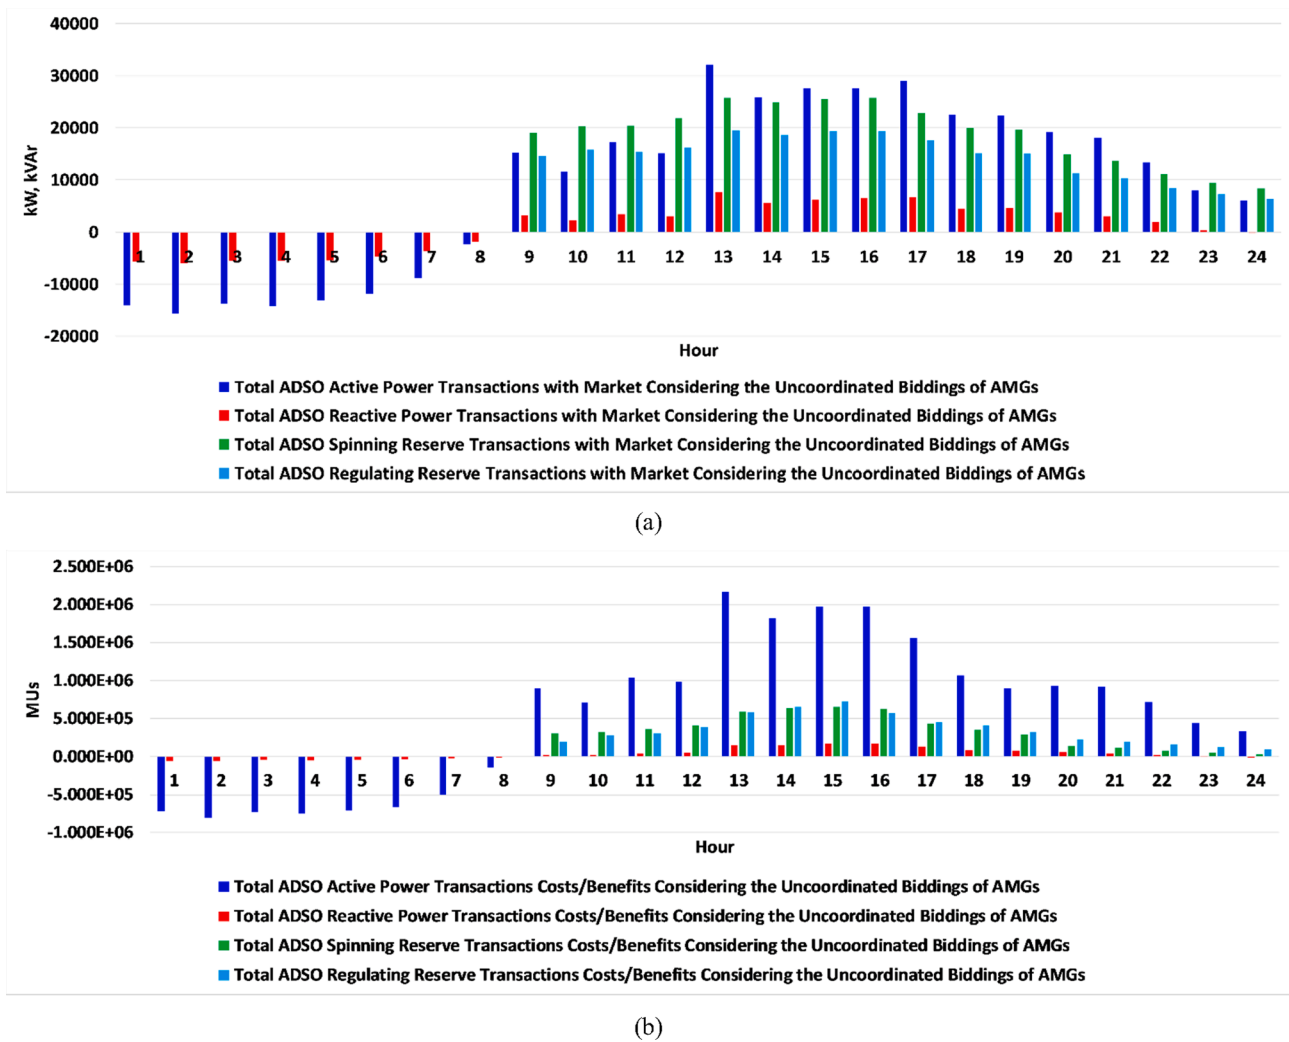 40000
30000
20000
10000
0
-10000
-20000
kW, kVAr
1 2 3 4 5 6 7 8 9 10 11 12 13 14 15 16 17 18 19 20 21 22 23 24
Hour
Total ADSO Active Power Transactions with Market Considering the Uncoordinated Biddings of AMGs
Total ADSO Reactive Power Transactions with Market Considering the Uncoordinated Biddings of AMGs
Total ADSO Spinning Reserve Transactions with Market Considering the Uncoordinated Biddings of AMGs
Total ADSO Regulating Reserve Transactions with Market Considering the Uncoordinated Biddings of AMGs
(a)
2.500E+06
2.000E+06
1.500E+06
1.000E+06
5.000E+05
0.000E+00
-5.000E+05
-1.000E+06
MUs
1 2 3 4 5 6 7 8 9 10 11 12 13 14 15 16 17 18 19 20 21 22 23 24
Hour
Total ADSO Active Power Transactions Costs/Benefits Considering the Uncoordinated Biddings of AMGs
Total ADSO Reactive Power Transactions Costs/Benefits Considering the Uncoordinated Biddings of AMGs
Total ADSO Spinning Reserve Transactions Costs/Benefits Considering the Uncoordinated Biddings of AMGs
Total ADSO Regulating Reserve Transactions Costs/Benefits Considering the Uncoordinated Biddings of AMGs
(b)